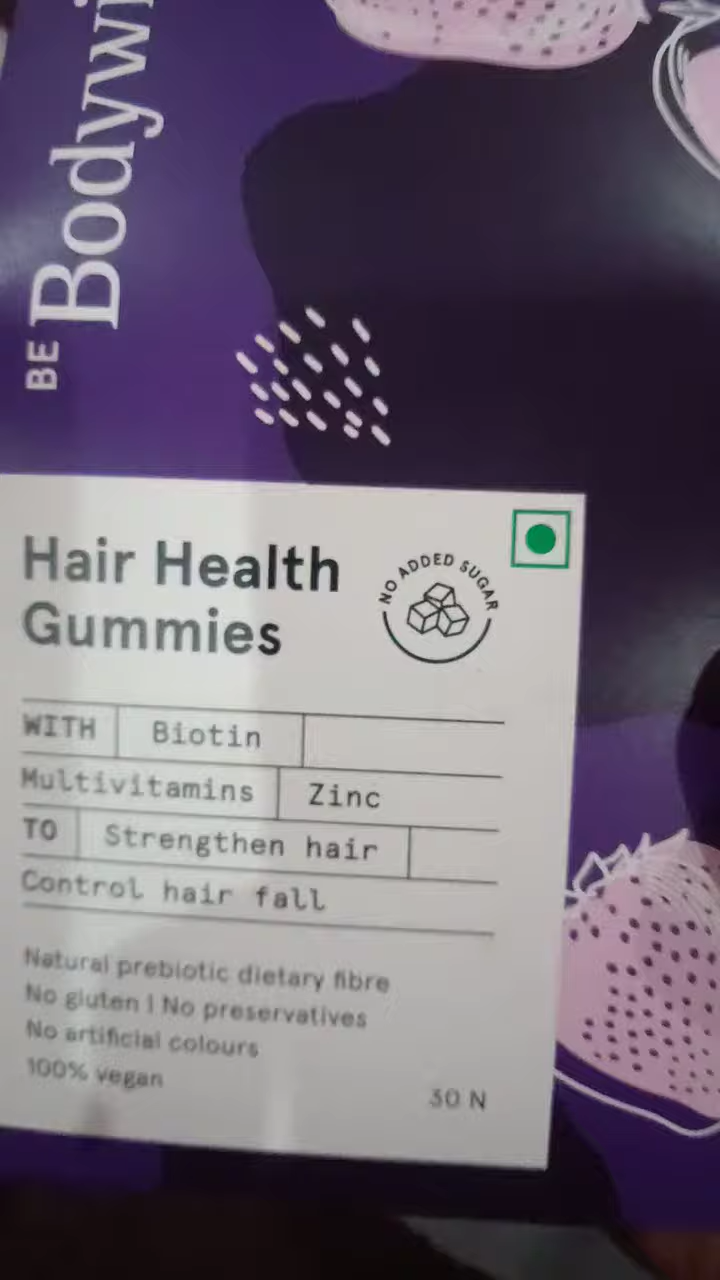 BE Bodywi
Hair Health
Gummies
NO ADDED SUGAR
WITH Biotin
Multivitamins Zinc
TO Strengthen hair
Control hair fall
Natural prebiotic dietary fibre
No gluten | No preservatives
No artificial colours
100% vegan
30 N